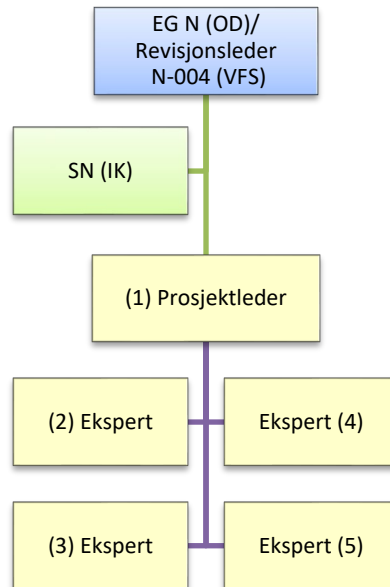 EG N (OD)/
Revisjonsleder
N-004 (VFS)
SN (IK)
(1) Prosjektleder
(2) Ekspert
Ekspert (4)
(3) Ekspert
Ekspert (5)